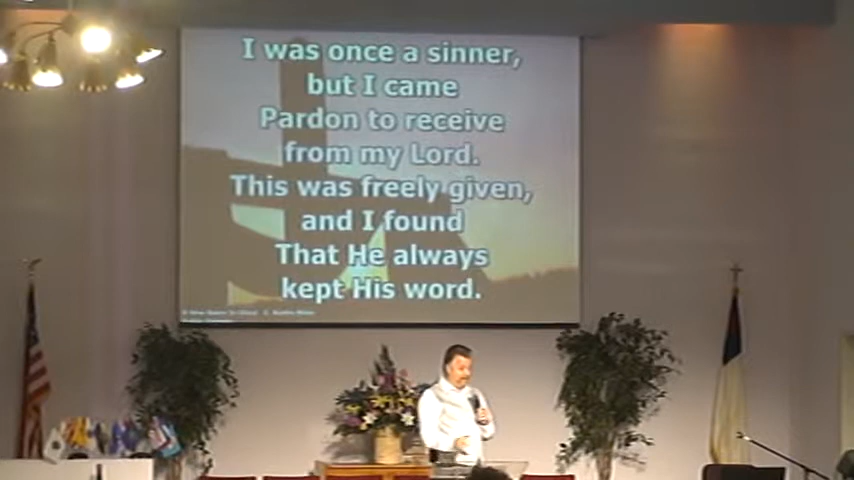 I was once a sinner,
but I came
Pardon to receive
from my Lord.
This was freely given,
and I found
That He always
kept His word.